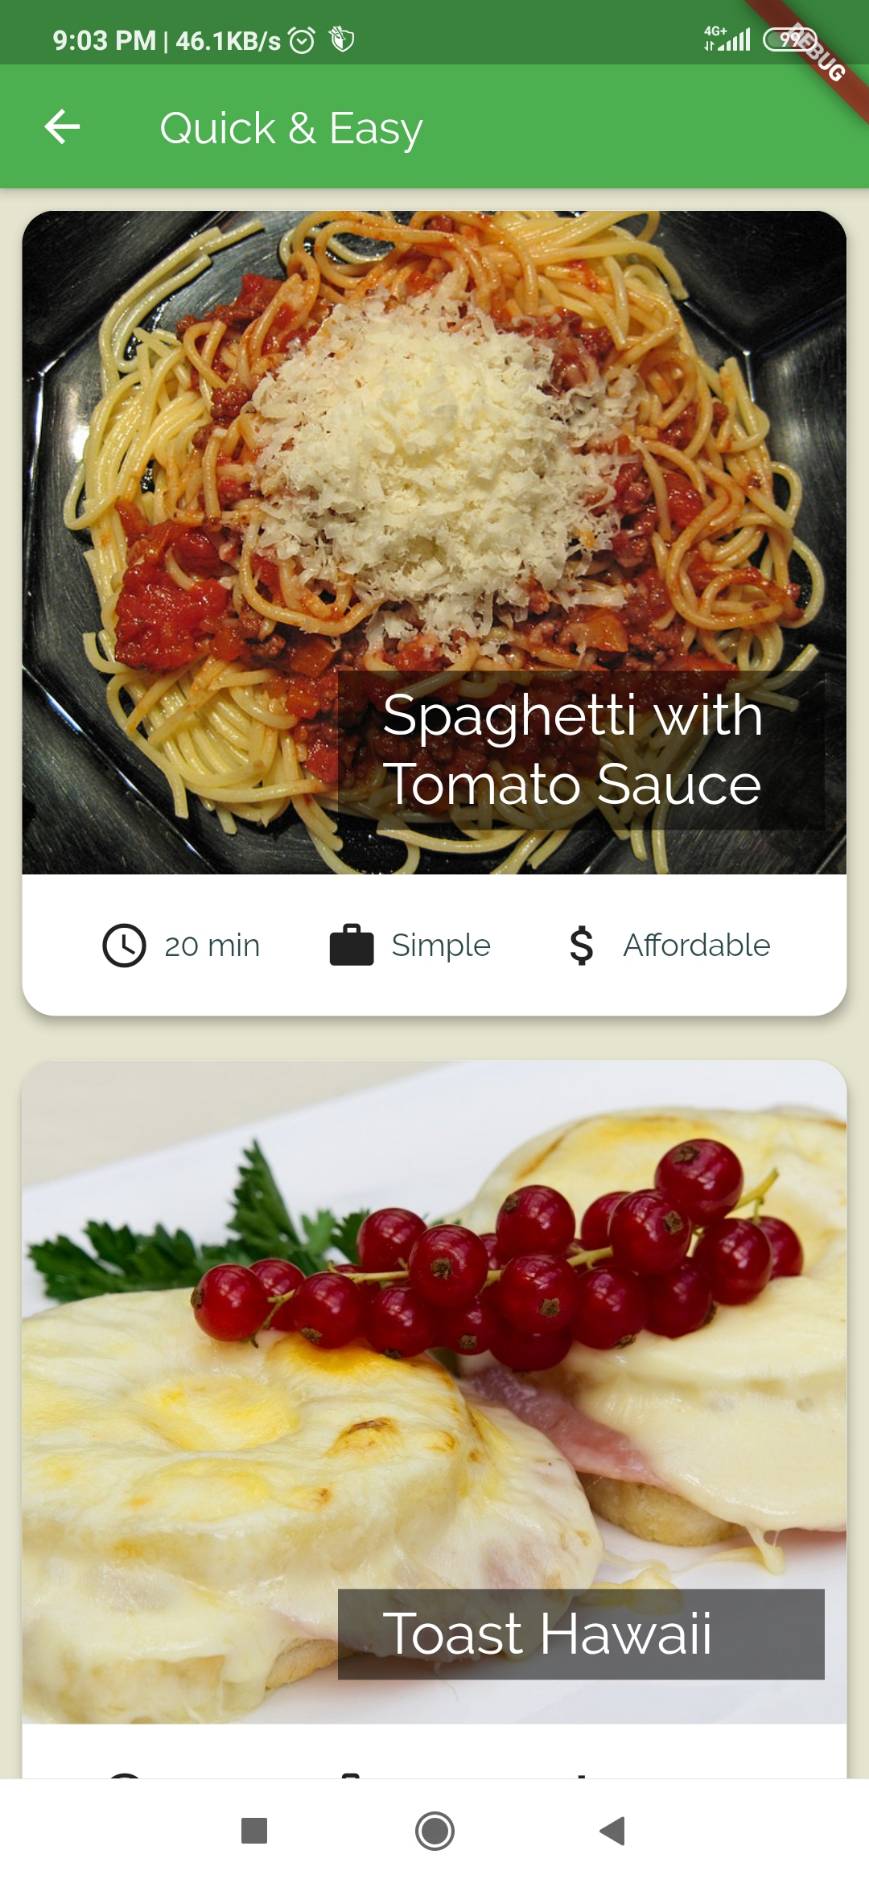 9:03 PM | 46.1KB/s
4G+
99
DEBUG
Quick & Easy
Spaghetti with
Tomato Sauce
20 min
Simple
$
Affordable
Toast Hawaii